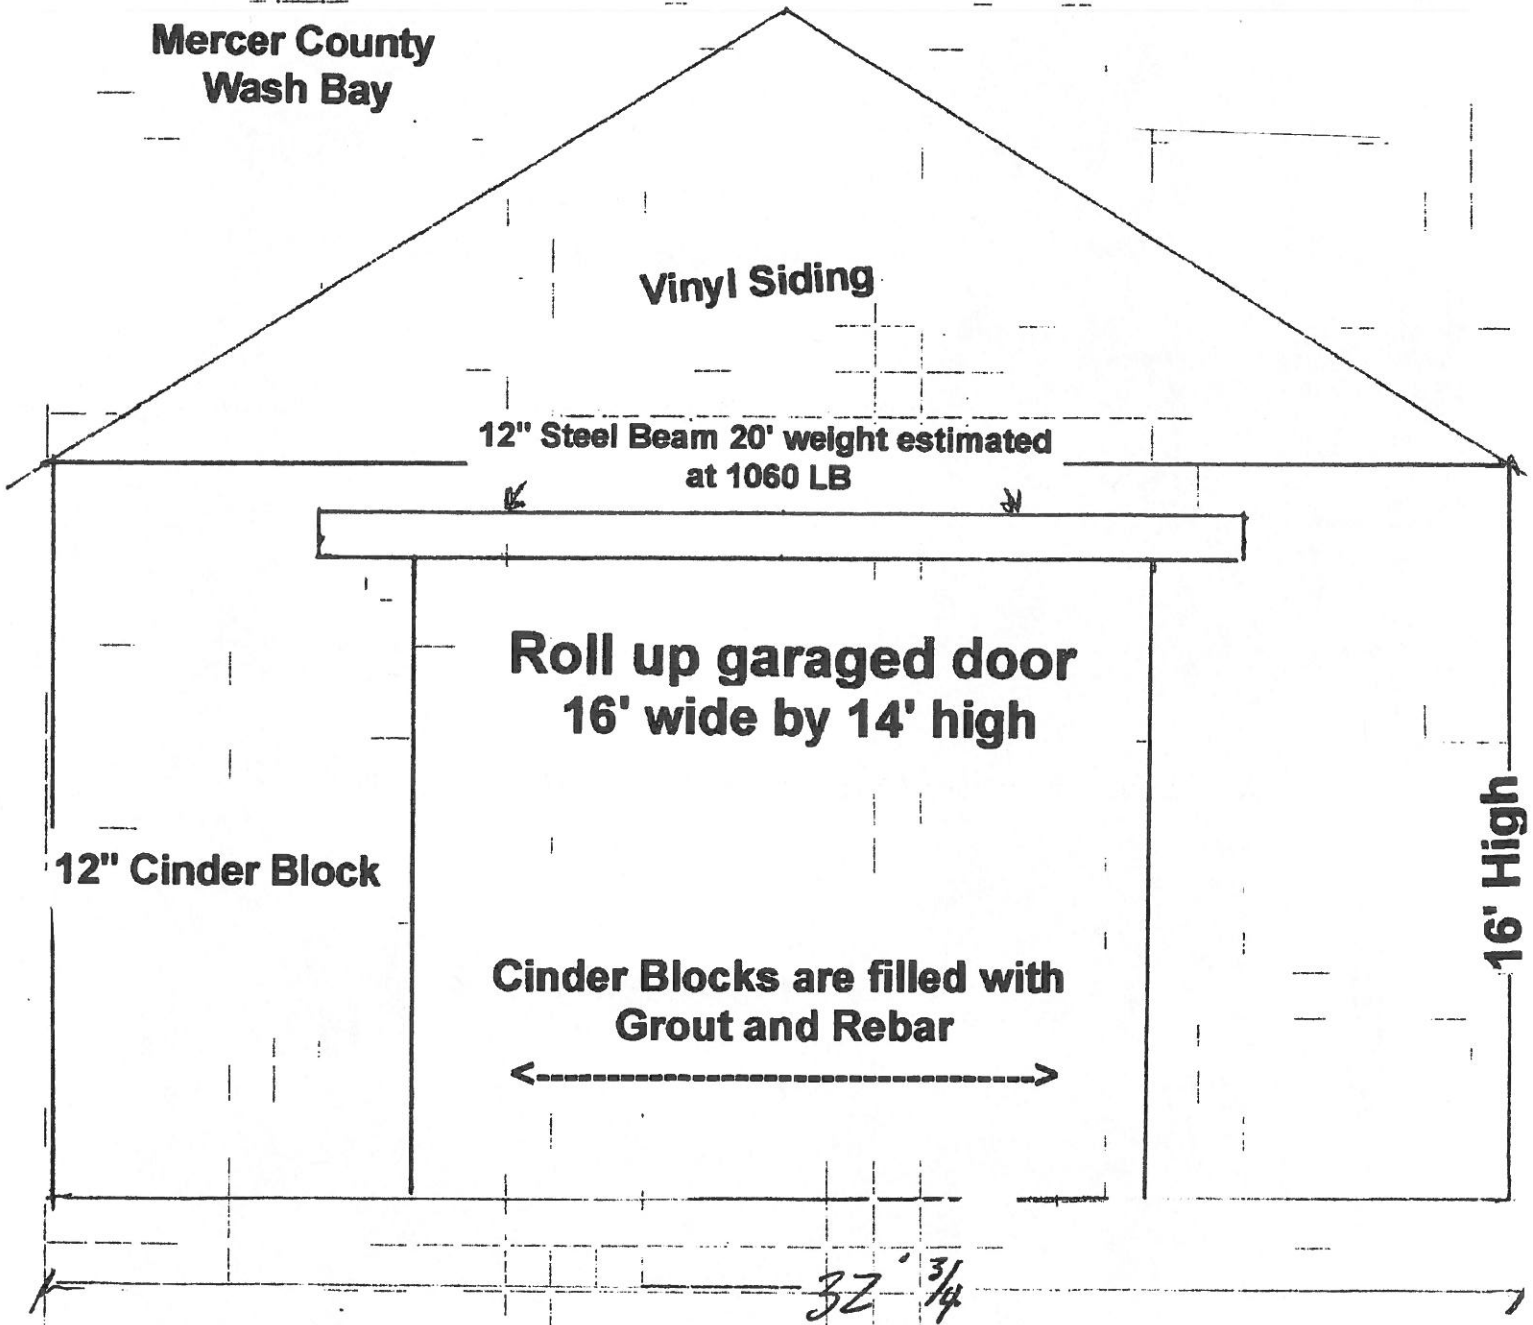 Mercer County
Wash Bay
Vinyl Siding
12" Steel Beam 20' weight estimated
at 1060 LB
Roll up garaged door
16' wide by 14' high
12" Cinder Block
16' High
Cinder Blocks are filled with
Grout and Rebar
32' 3/4